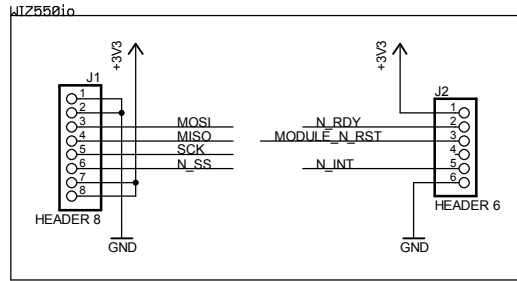 WIZ550io
+3V3
+3V3
J1
J2
1
2
3
4
5
6
7
8
MOSI
MISO
SCK
N_SS
N_RDY
MODULE_N_RST
N_INT
1
2
3
4
5
6
HEADER 8
HEADER 6
GND
GND